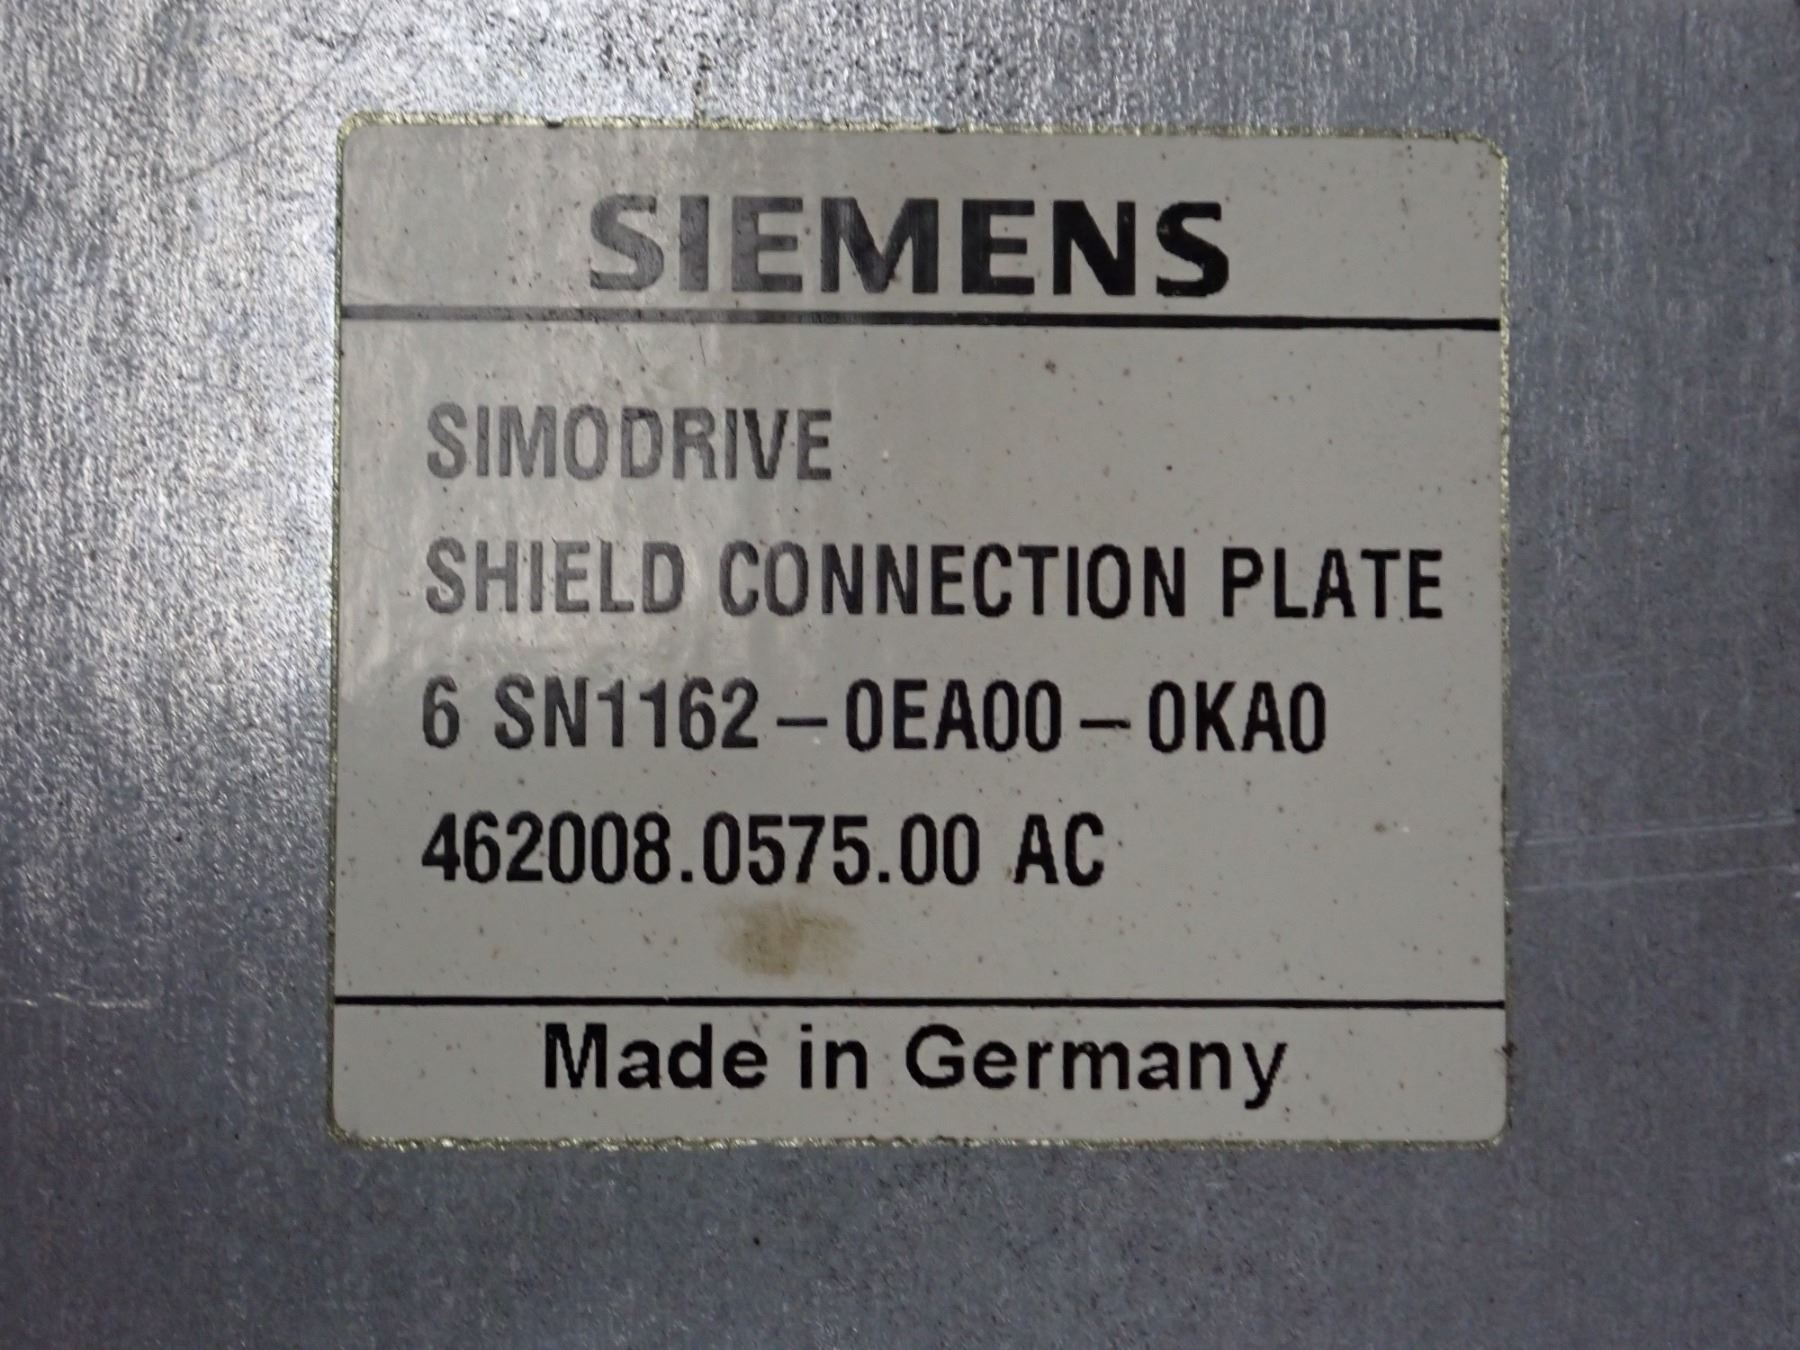 SIEMENS
SIMODRIVE
SHIELD CONNECTION PLATE
6 SN1162-0EA00-0KA0
462008.0575.00 AC
Made in Germany